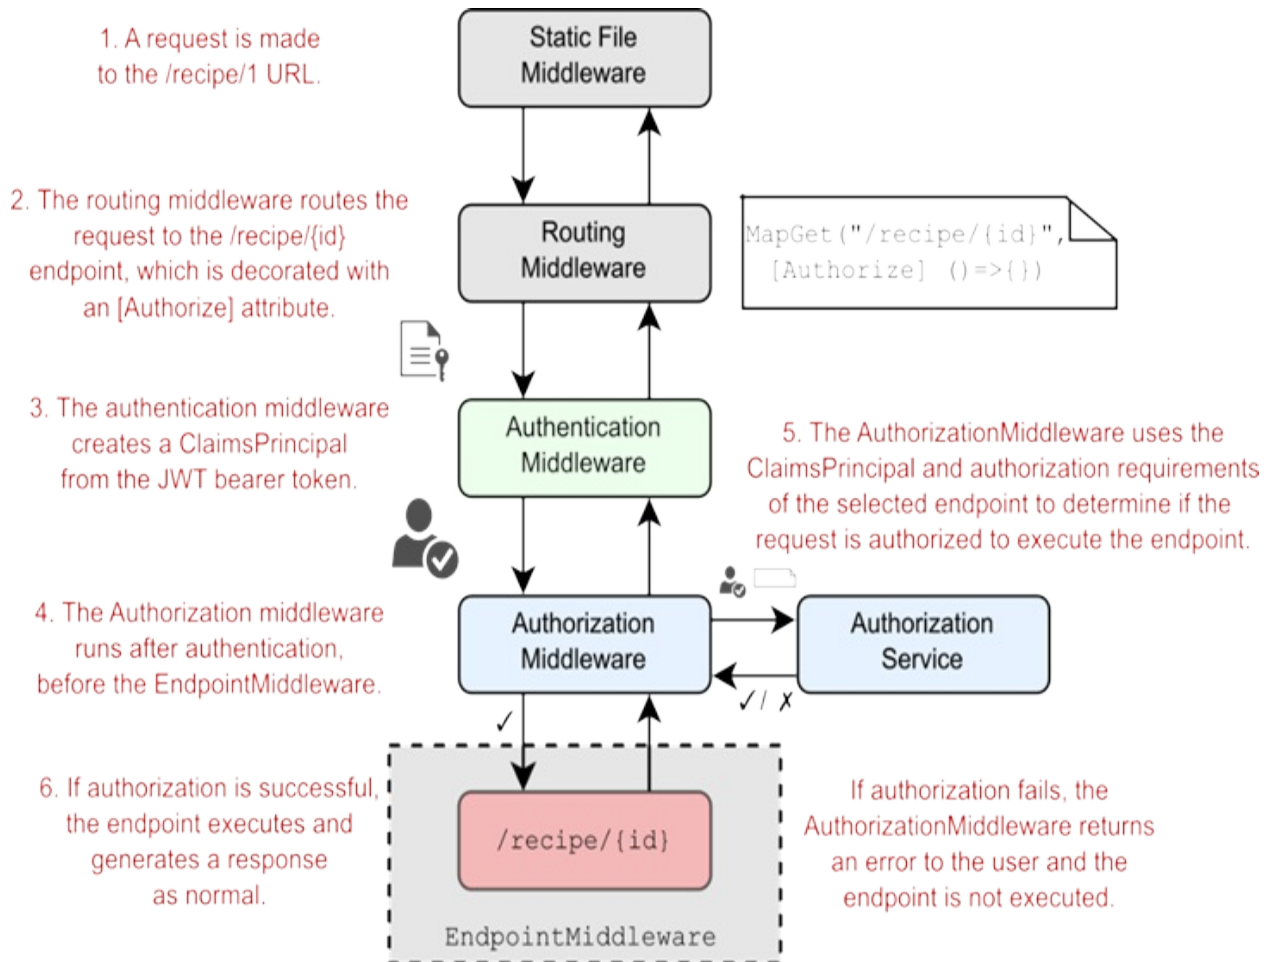 1. A request is made
to the /recipe/1 URL.
Static File
Middleware
2. The routing middleware routes the
request to the /recipe/{id}
endpoint, which is decorated with
an [Authorize] attribute.
Routing
Middleware
MapGet("/recipe/{id}",
[Authorize] ()=>{})
3. The authentication middleware
creates a ClaimsPrincipal
from the JWT bearer token.
Authentication
Middleware
5. The AuthorizationMiddleware uses the
ClaimsPrincipal and authorization requirements
of the selected endpoint to determine if the
request is authorized to execute the endpoint.
4. The Authorization middleware
runs after authentication,
before the EndpointMiddleware.
Authorization
Middleware
Authorization
Service
✓/ ✗
✓
6. If authorization is successful,
the endpoint executes and
generates a response
as normal.
/recipe/{id}
EndpointMiddleware
If authorization fails, the
AuthorizationMiddleware returns
an error to the user and the
endpoint is not executed.